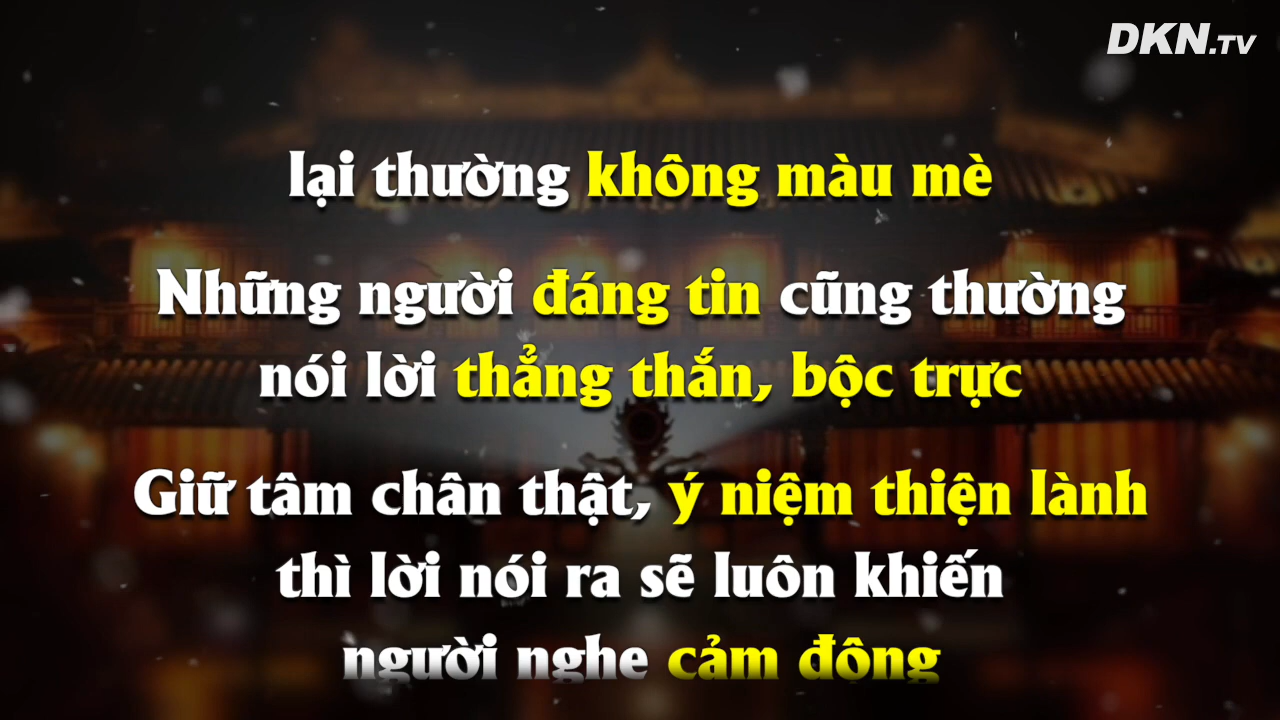 DKN.TV
lại thường không màu mè
Những người đáng tin cũng thường
nói lời thẳng thắn, bộc trực
Giữ tâm chân thật, ý niệm thiện lành
thì lời nói ra sẽ luôn khiến
người nghe cảm động